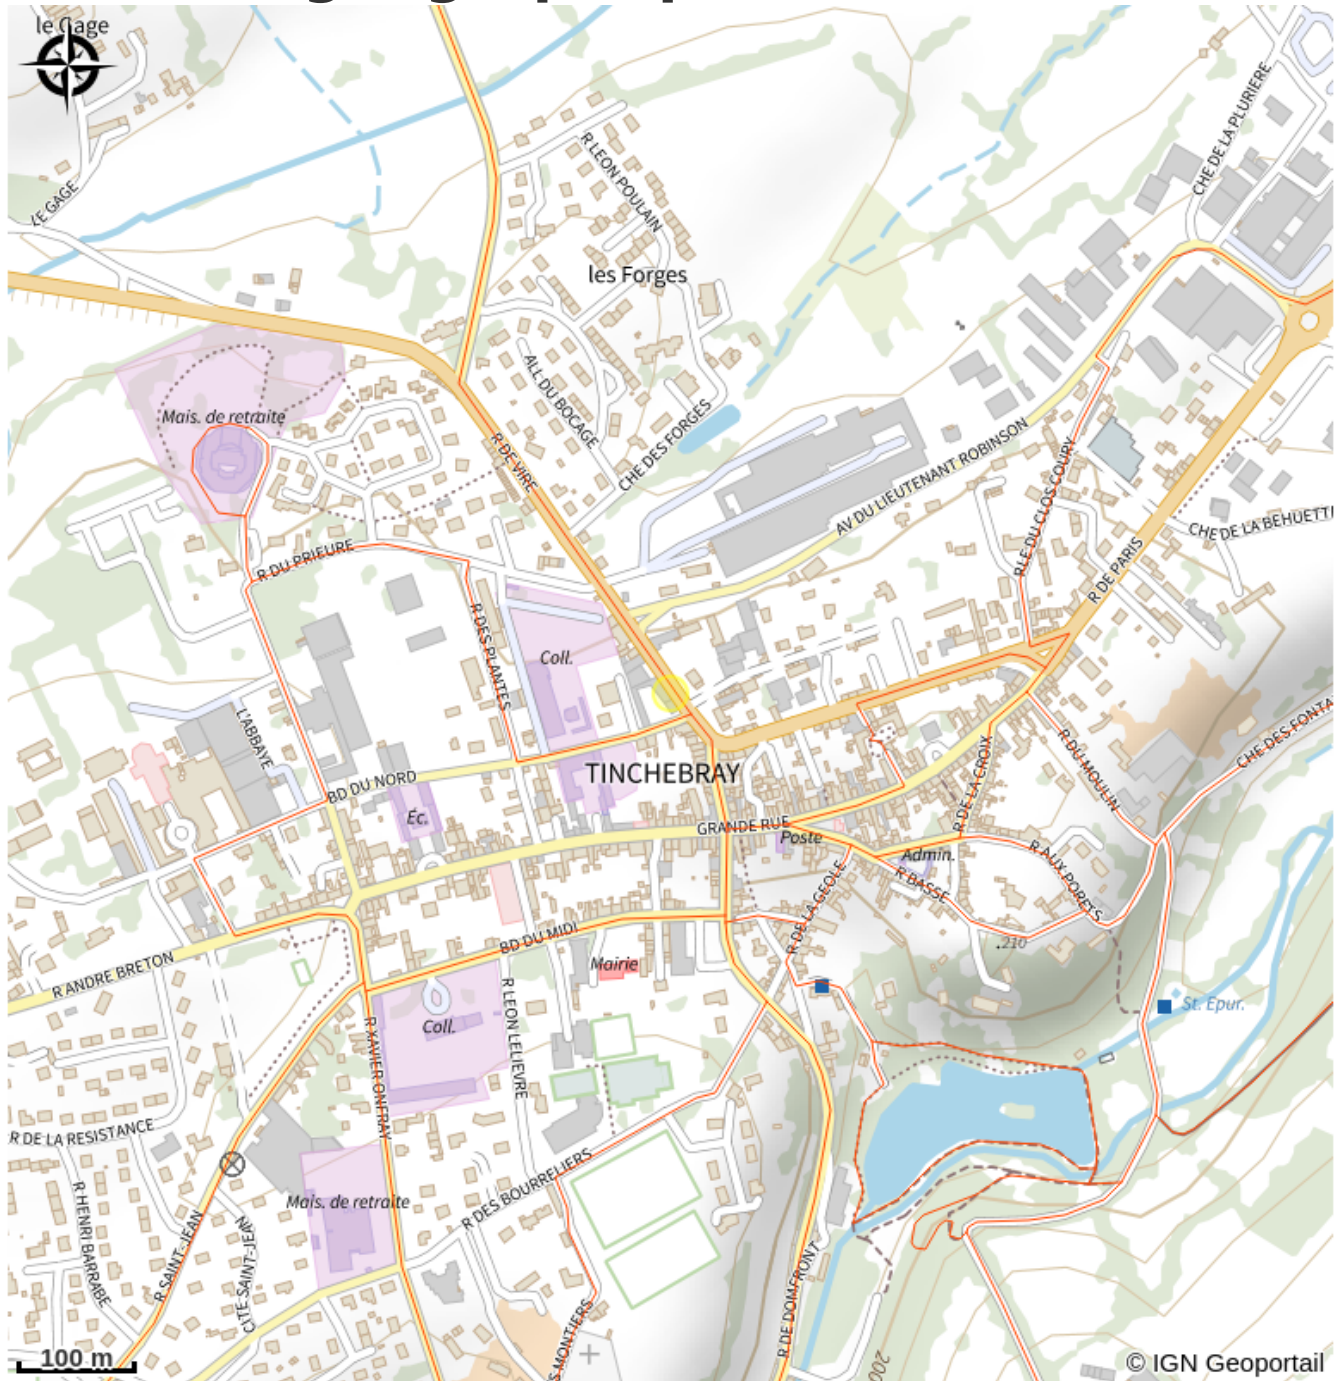 le Gage
LE GAGE
CHE DE LA PLURIERE
R LEON POULAIN
les Forges
ALL DU BOCAGE
Mais. de retraite
R DE VIRE
CHE DES FORGES
AV DU LIEUTENANT ROBINSON
RLE DU CLOS COURY
CHE DE LA BEHUETTI
R DU PRIEURE
R DE PARIS
R DES PLANTES
Coll.
L'ABBAYE
BD DU NORD
TINCHEBRAY
R DE LA CROIX
R DU MOULIN
CHE DES FONTA
Éc.
GRANDE RUE
Poste
Admin.
R AUX PORETS
R BASSE
R DE LA GEOLE
BD DU MIDI
.210
R ANDRE BRETON
Mairie
R LEON LELIEVRE
St. Epur.
Coll.
R XAVIER ONFRAY
R DE LA RESISTANCE
Mais. de retraite
R DES BOURRELIERS
R HENRI BARRABE
R SAINT-JEAN
CITE SAINT-JEAN
R DE DOMFRONT
S MONTIERS
200
100 m
© IGN Geoportail